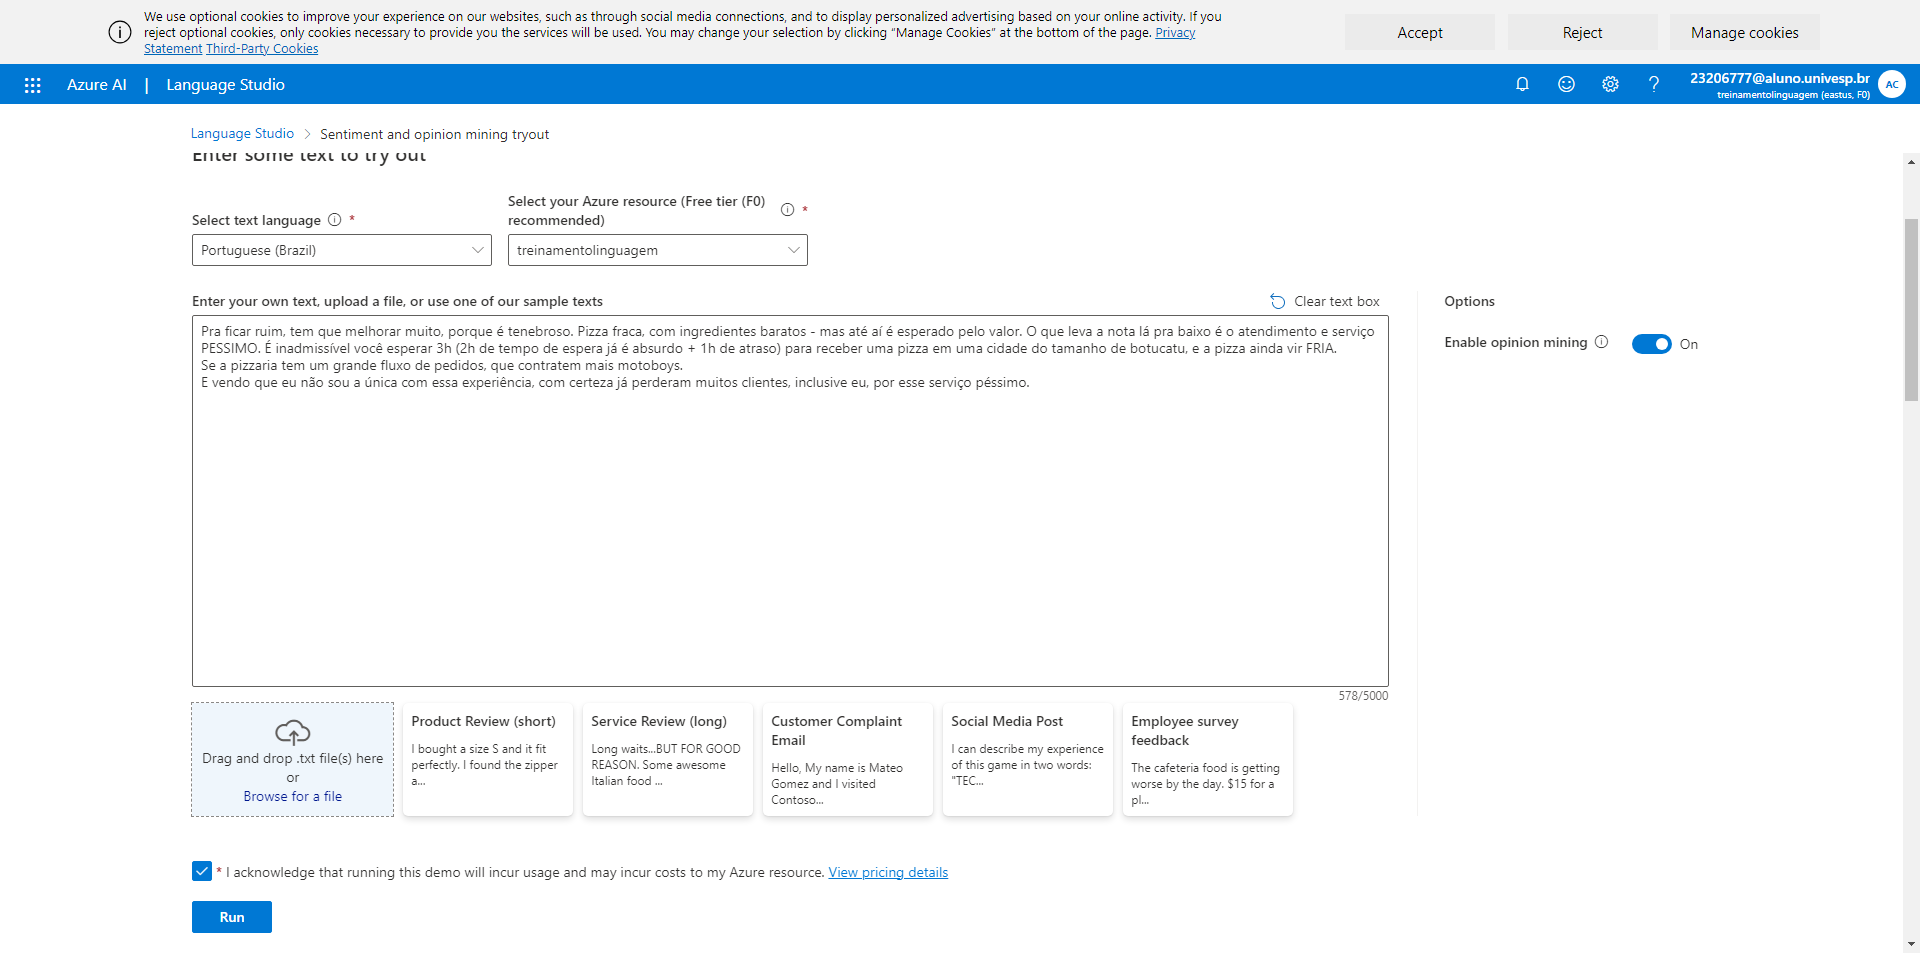 We use optional cookies to improve your experience on our websites, such as through social media connections, and to display personalized advertising based on your online activity. If you
reject optional cookies, only cookies necessary to provide you the services will be used. You may change your selection by clicking “Manage Cookies” at the bottom of the page. Privacy
Statement Third-Party Cookies
Accept
Reject
Manage cookies
Azure AI | Language Studio
23206777@aluno.univesp.br
treinamentolinguagem (eastus, F0)
AC
Language Studio > Sentiment and opinion mining tryout
Enter some text to try out
Select text language *
Select your Azure resource (Free tier (F0)
recommended) *
Portuguese (Brazil)
treinamentolinguagem
Enter your own text, upload a file, or use one of our sample texts
Clear text box
Options
Enable opinion mining
On
Pra ficar ruim, tem que melhorar muito, porque é tenebroso. Pizza fraca, com ingredientes baratos - mas até aí é esperado pelo valor. O que leva a nota lá pra baixo é o atendimento e serviço
PESSIMO. É inadmissível você esperar 3h (2h de tempo de espera já é absurdo + 1h de atraso) para receber uma pizza em uma cidade do tamanho de botucatu, e a pizza ainda vir FRIA.
Se a pizzaria tem um grande fluxo de pedidos, que contratem mais motoboys.
E vendo que eu não sou a única com essa experiência, com certeza já perderam muitos clientes, inclusive eu, por esse serviço péssimo.
578/5000
Drag and drop .txt file(s) here
or
Browse for a file
Product Review (short)
I bought a size S and it fit
perfectly. I found the zipper
a...
Service Review (long)
Long waits...BUT FOR GOOD
REASON. Some awesome
Italian food ...
Customer Complaint
Email
Hello, My name is Mateo
Gomez and I visited
Contoso...
Social Media Post
I can describe my experience
of this game in two words:
"TEC...
Employee survey
feedback
The cafeteria food is getting
worse by the day. $15 for a
pl...
* I acknowledge that running this demo will incur usage and may incur costs to my Azure resource. View pricing details
Run